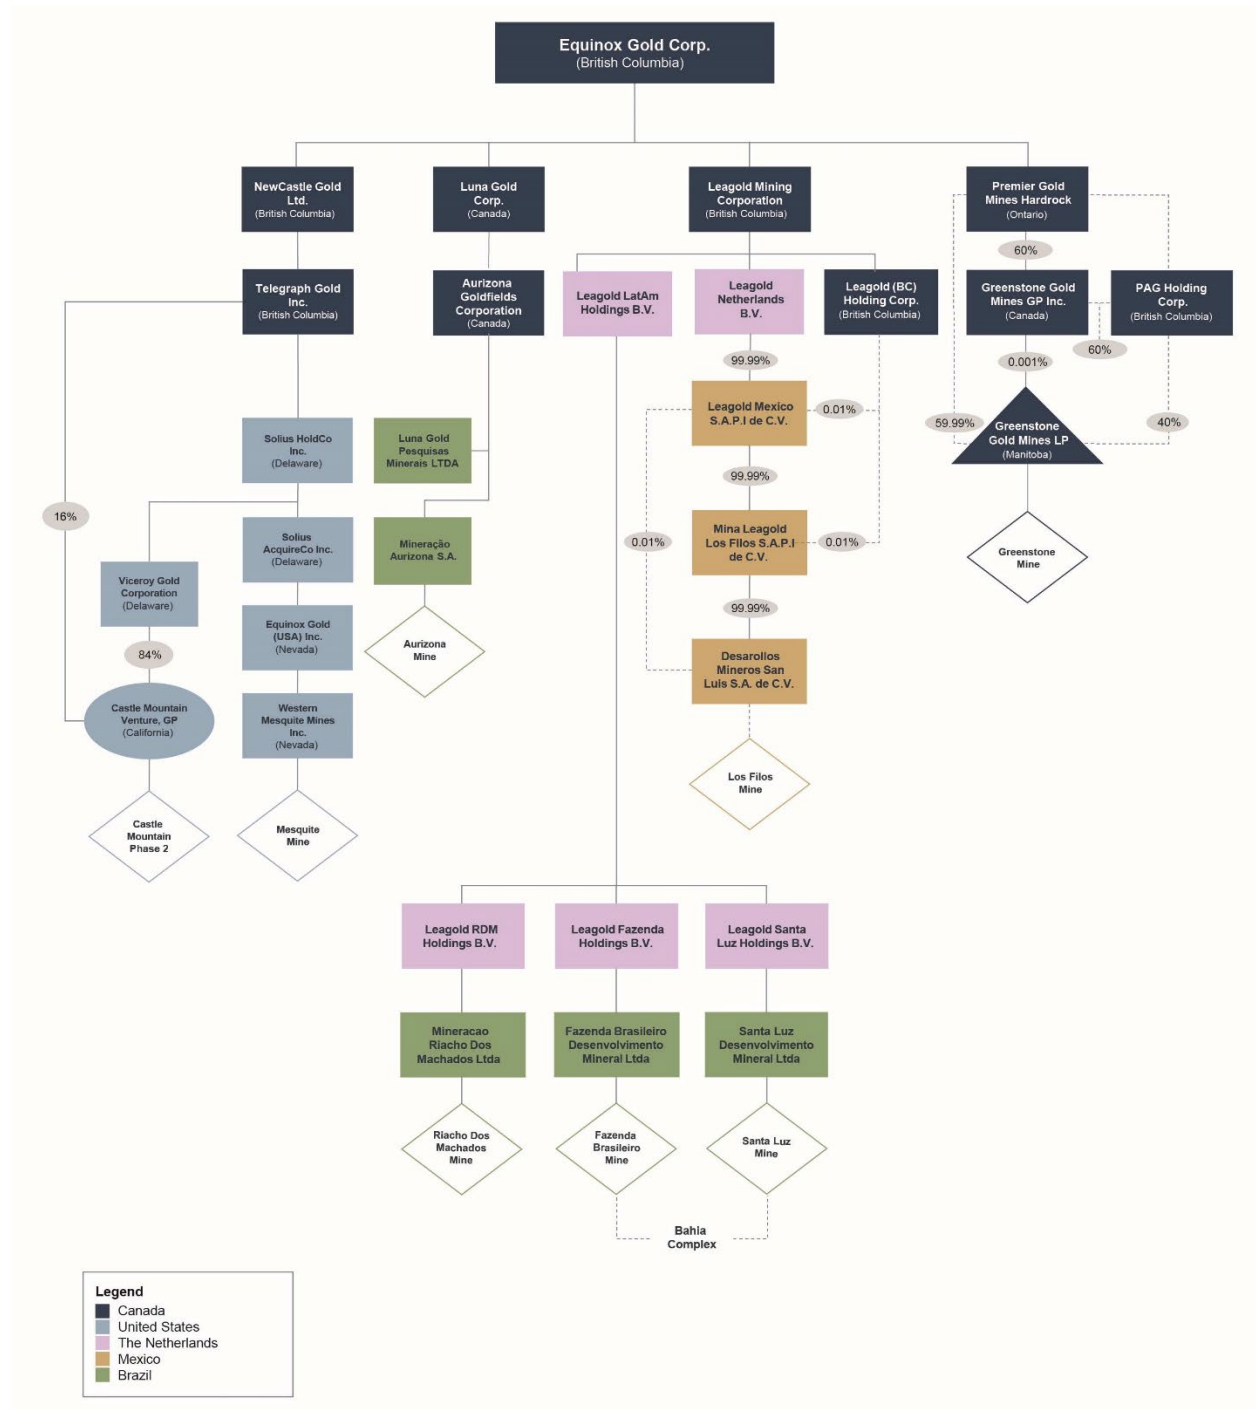 Equinox Gold Corp.
(British Columbia)
NewCastle Gold
Ltd.
(British Columbia)
Luna Gold
Corp.
(Canada)
Leagold Mining
Corporation
(British Columbia)
Premier Gold
Mines Hardrock
(Ontario)
60%
Telegraph Gold
Inc.
(British Columbia)
Aurizona
Goldfields
Corporation
(Canada)
Leagold LatAm
Holdings B.V.
Leagold
Netherlands
B.V.
Leagold (BC)
Holding Corp.
(British Columbia)
Greenstone Gold
Mines GP Inc.
(Canada)
PAG Holding
Corp.
(British Columbia)
60%
99.99%
0.001%
Solius HoldCo
Inc.
(Delaware)
Luna Gold
Pesquisas
Minerais LTDA
Leagold Mexico
S.A.P.I de C.V.
0.01%
59.99%
Greenstone
Gold Mines LP
(Manitoba)
40%
99.99%
16%
Solius
AcquireCo Inc.
(Delaware)
Mineração
Aurizona S.A.
0.01%
Mina Leagold
Los Filos S.A.P.I
de C.V.
0.01%
Greenstone
Mine
Viceroy Gold
Corporation
(Delaware)
99.99%
Equinox Gold
(USA) Inc.
(Nevada)
Aurizona
Mine
84%
Desarollos
Mineros San
Luis S.A. de C.V.
Castle Mountain
Venture, GP
(California)
Western
Mesquite Mines
Inc.
(Nevada)
Los Filos
Mine
Castle
Mountain
Phase 2
Mesquite
Mine
Leagold RDM
Holdings B.V.
Leagold Fazenda
Holdings B.V.
Leagold Santa
Luz Holdings B.V.
Mineracao
Riacho Dos
Machados Ltda
Fazenda Brasileiro
Desenvolvimento
Mineral Ltda
Santa Luz
Desenvolvimento
Mineral Ltda
Riacho Dos
Machados
Mine
Fazenda
Brasileiro
Mine
Santa Luz
Mine
Bahia
Complex
Legend
Canada
United States
The Netherlands
Mexico
Brazil